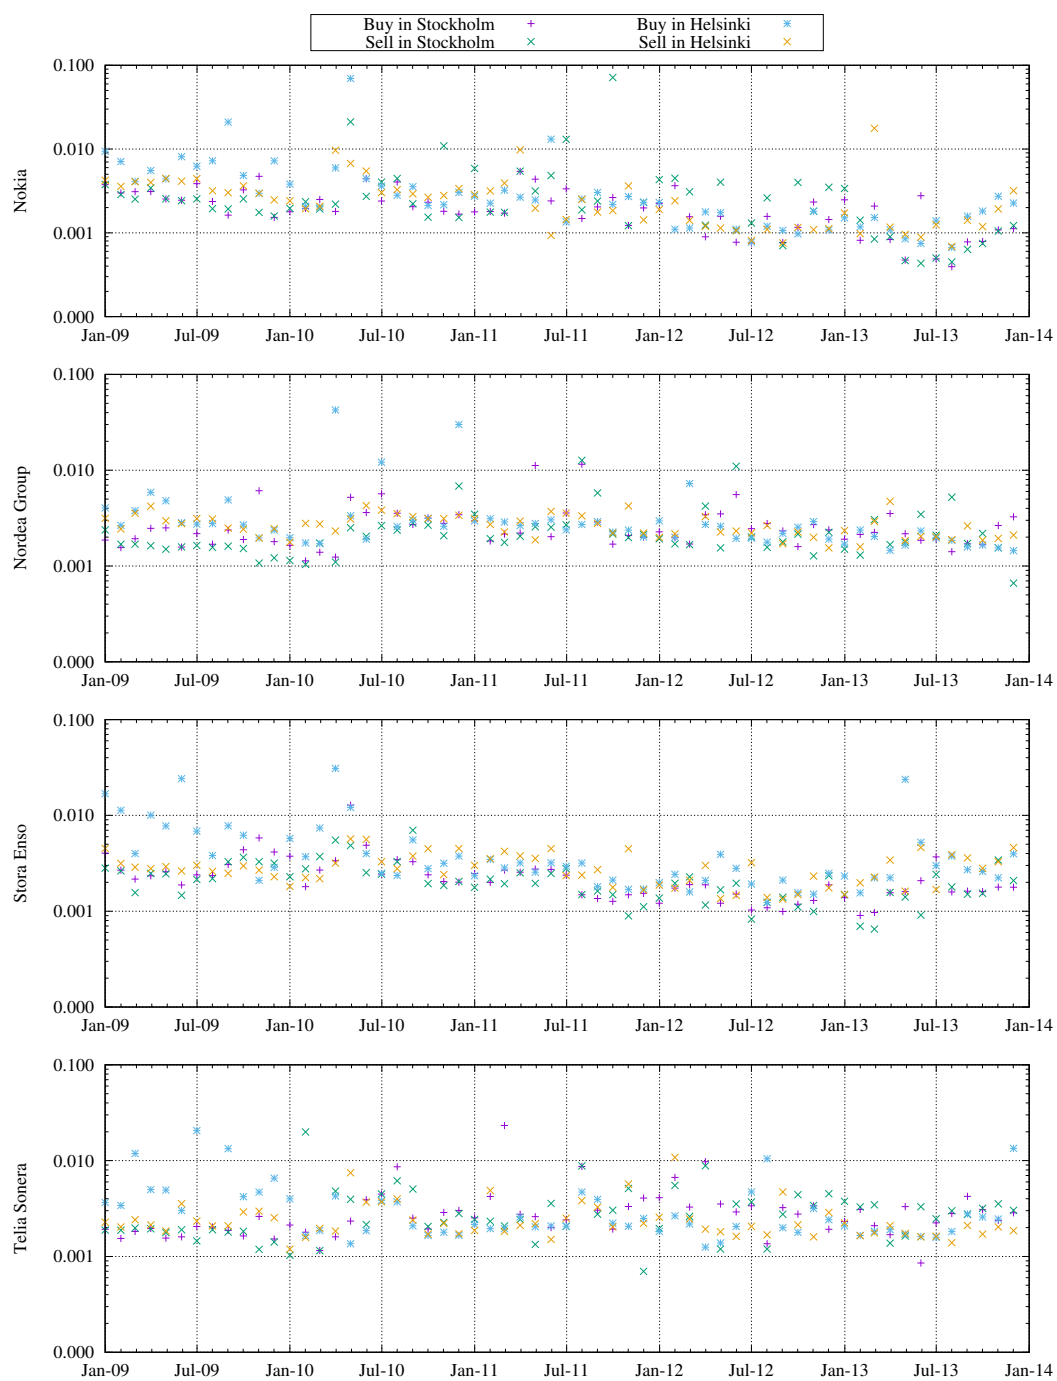 Buy in Stockholm
Sell in Stockholm
Buy in Helsinki
Sell in Helsinki
Nokia
0.100
0.010
0.001
0.000
Jan-09 Jul-09 Jan-10 Jul-10 Jan-11 Jul-11 Jan-12 Jul-12 Jan-13 Jul-13 Jan-14
Nordea Group
0.100
0.010
0.001
0.000
Jan-09 Jul-09 Jan-10 Jul-10 Jan-11 Jul-11 Jan-12 Jul-12 Jan-13 Jul-13 Jan-14
Stora Enso
0.100
0.010
0.001
0.000
Jan-09 Jul-09 Jan-10 Jul-10 Jan-11 Jul-11 Jan-12 Jul-12 Jan-13 Jul-13 Jan-14
Telia Sonera
0.100
0.010
0.001
0.000
Jan-09 Jul-09 Jan-10 Jul-10 Jan-11 Jul-11 Jan-12 Jul-12 Jan-13 Jul-13 Jan-14